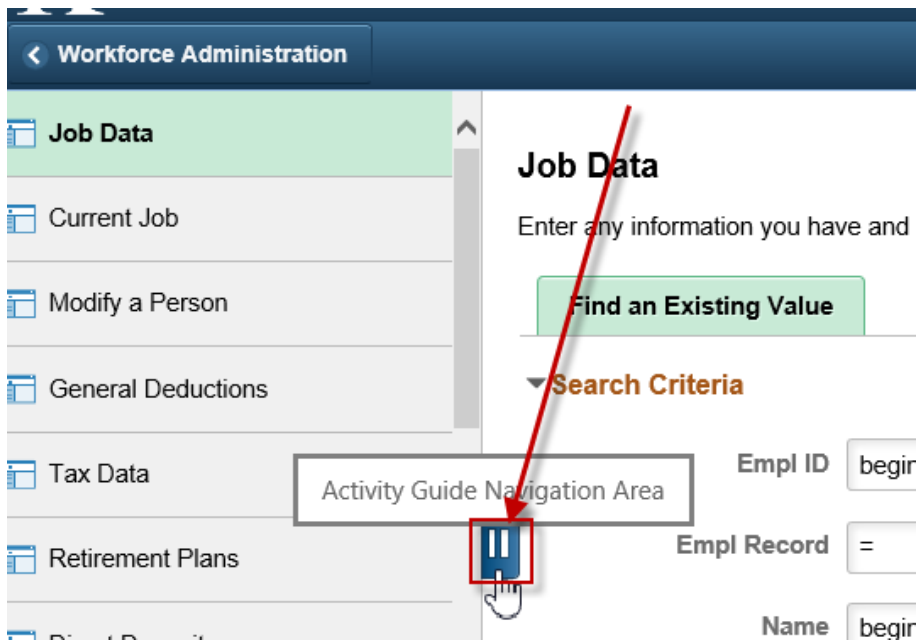 Workforce Administration
Job Data
Current Job
Modify a Person
General Deductions
Tax Data
Retirement Plans
Job Data
Enter any information you have and
Find an Existing Value
Search Criteria
Empl ID
begin
Activity Guide Navigation Area
Empl Record
=
Name
begin